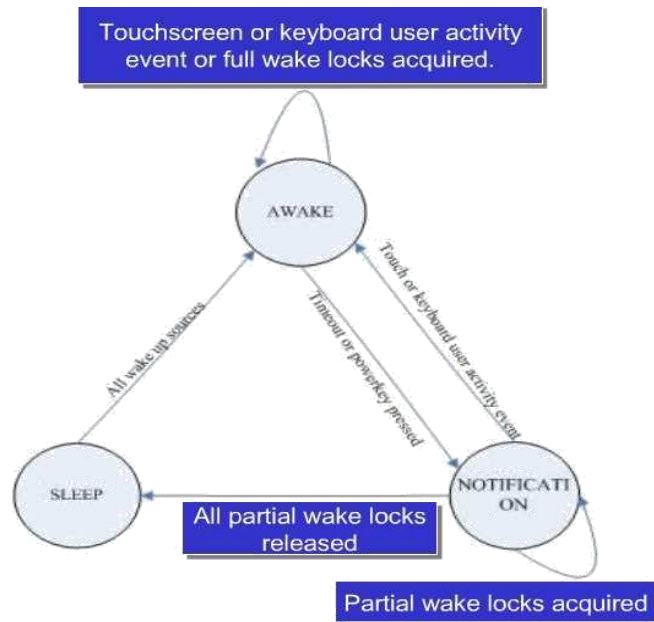 Touchscreen or keyboard user activity
event or full wake locks acquired.
AWAKE
All wake up sources
Timeout or powerkey pressed
Touch or keyboard user activity event
SLEEP
NOTIFICATI
ON
All partial wake locks
released
Partial wake locks acquired